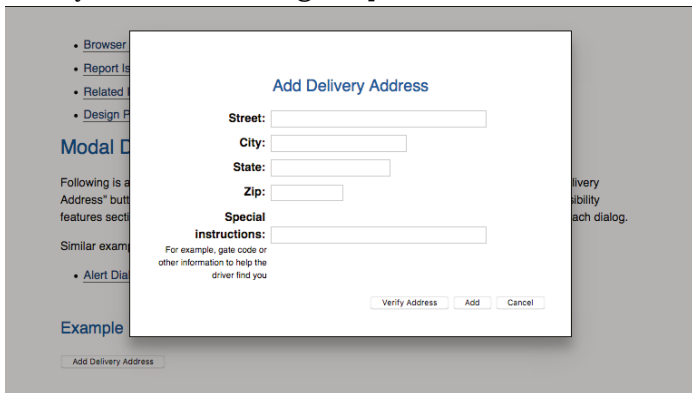 • Browser
• Report Is
• Related
• Design P
Modal D
Following is a
Address" butt
features secti
livery
sibility
ach dialog.
Similar exam
• Alert Dial
Example
Add Delivery Address
Add Delivery Address
Street:
City:
State:
Zip:
Special
instructions:
For example, gate code or
other information to help the
driver find you
Verify Address Add Cancel